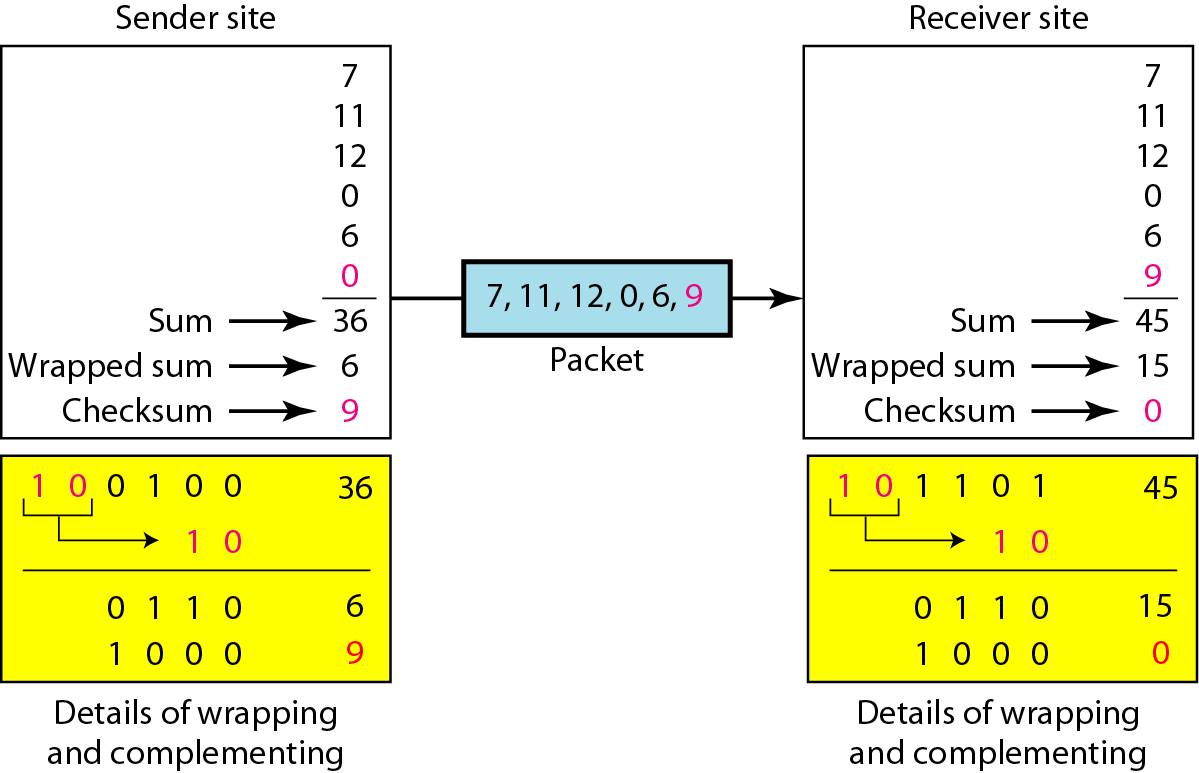 Sender site
7
11
12
0
6
0
Sum 36
Wrapped sum 6
Checksum 9
7, 11, 12, 0, 6, 9
Packet
Receiver site
7
11
12
0
6
9
Sum 45
Wrapped sum 15
Checksum 0
1 0 0 1 0 0 36
1 0
0 1 1 0 6
1 0 0 0 9
Details of wrapping
and complementing
1 0 1 1 0 1 45
1 0
0 1 1 0 15
1 0 0 0 0
Details of wrapping
and complementing